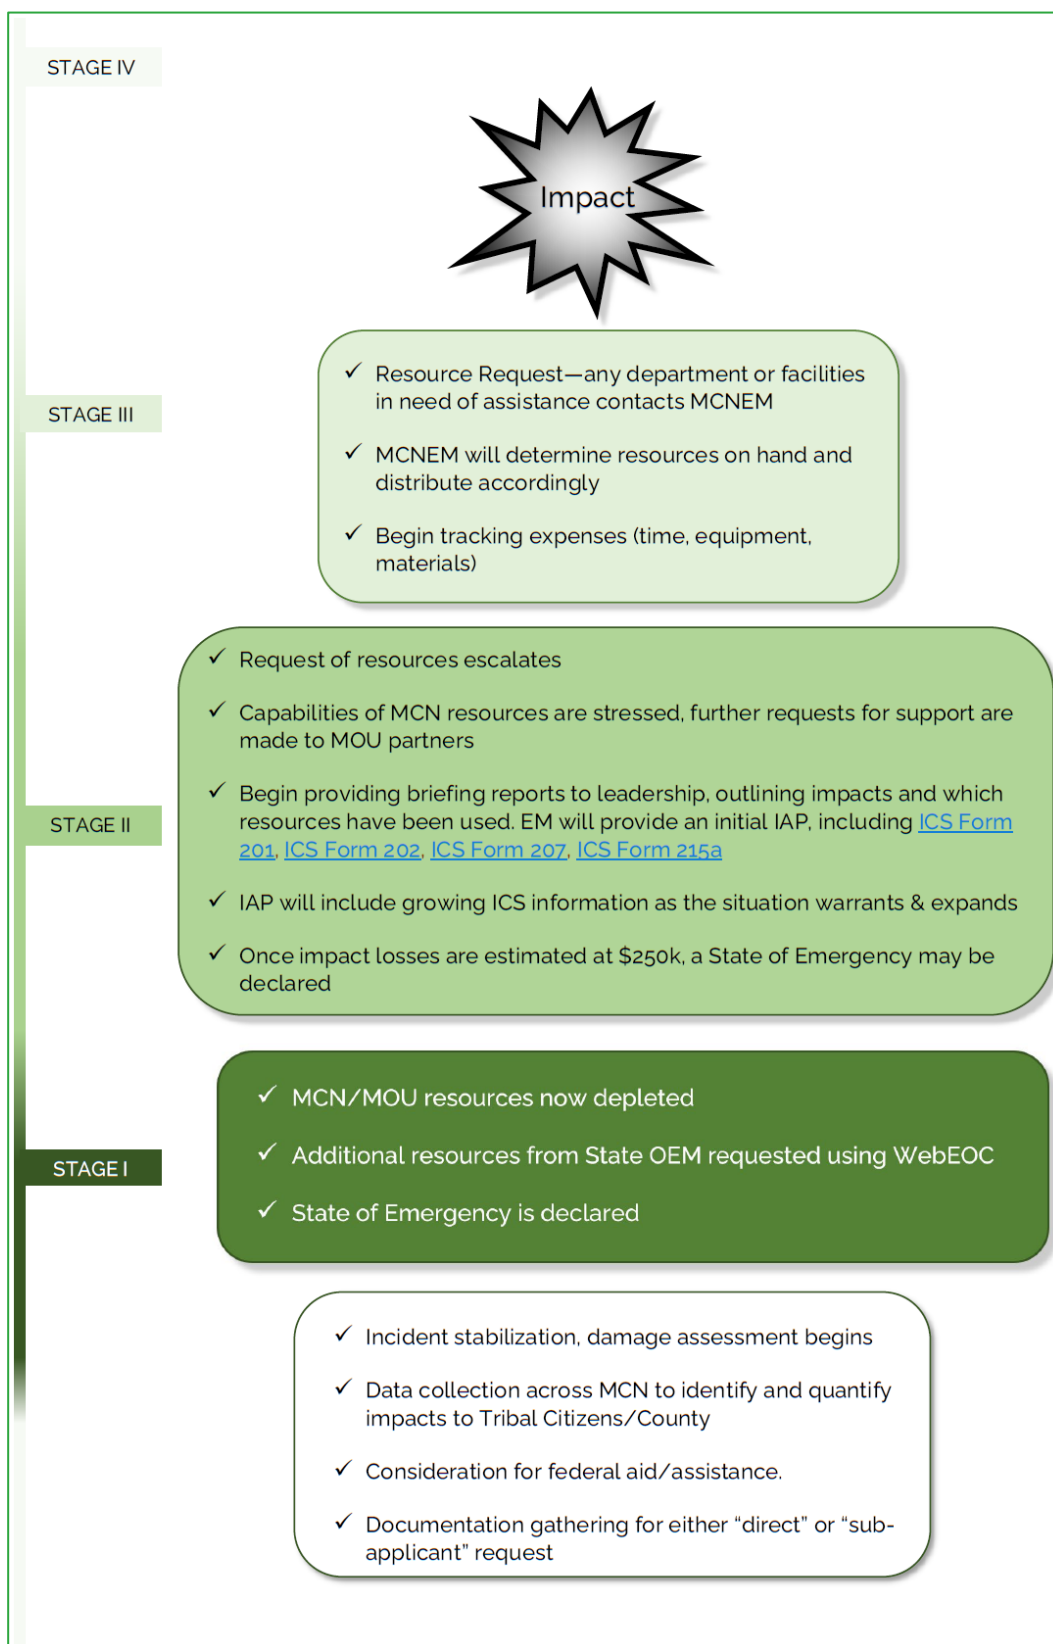 STAGE IV
Impact
STAGE III
✓ Resource Request—any department or facilities
in need of assistance contacts MCNEM
✓ MCNEM will determine resources on hand and
distribute accordingly
✓ Begin tracking expenses (time, equipment,
materials)
STAGE II
✓ Request of resources escalates
✓ Capabilities of MCN resources are stressed, further requests for support are
made to MOU partners
✓ Begin providing briefing reports to leadership, outlining impacts and which
resources have been used. EM will provide an initial IAP, including ICS Form
201, ICS Form 202, ICS Form 207, ICS Form 215a
✓ IAP will include growing ICS information as the situation warrants & expands
✓ Once impact losses are estimated at $250k, a State of Emergency may be
declared
STAGE I
✓ MCN/MOU resources now depleted
✓ Additional resources from State OEM requested using WebEOC
✓ State of Emergency is declared
✓ Incident stabilization, damage assessment begins
✓ Data collection across MCN to identify and quantify
impacts to Tribal Citizens/County
✓ Consideration for federal aid/assistance.
✓ Documentation gathering for either “direct” or “sub-
applicant” request